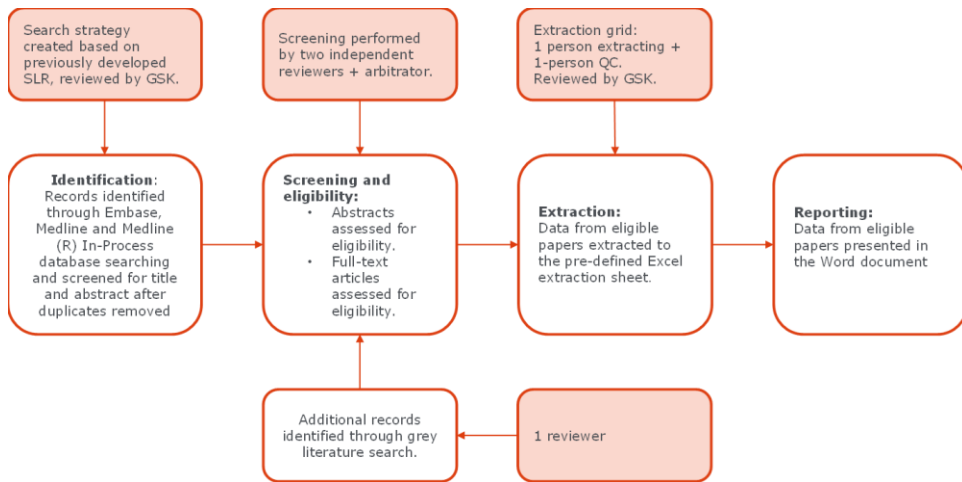 Search strategy
created based on
previously developed
SLR, reviewed by GSK.
Screening performed
by two independent
reviewers + arbitrator.
Extraction grid:
1 person extracting +
1-person QC.
Reviewed by GSK.
Identification:
Records identified
through Embase,
Medline and Medline
(R) In-Process
database searching
and screened for title
and abstract after
duplicates removed
Screening and
eligibility:
• Abstracts
assessed for
eligibility.
• Full-text
articles
assessed for
eligibility.
Extraction:
Data from eligible
papers extracted to
the pre-defined Excel
extraction sheet.
Reporting:
Data from eligible
papers presented in
the Word document
Additional records
identified through grey
literature search.
1 reviewer